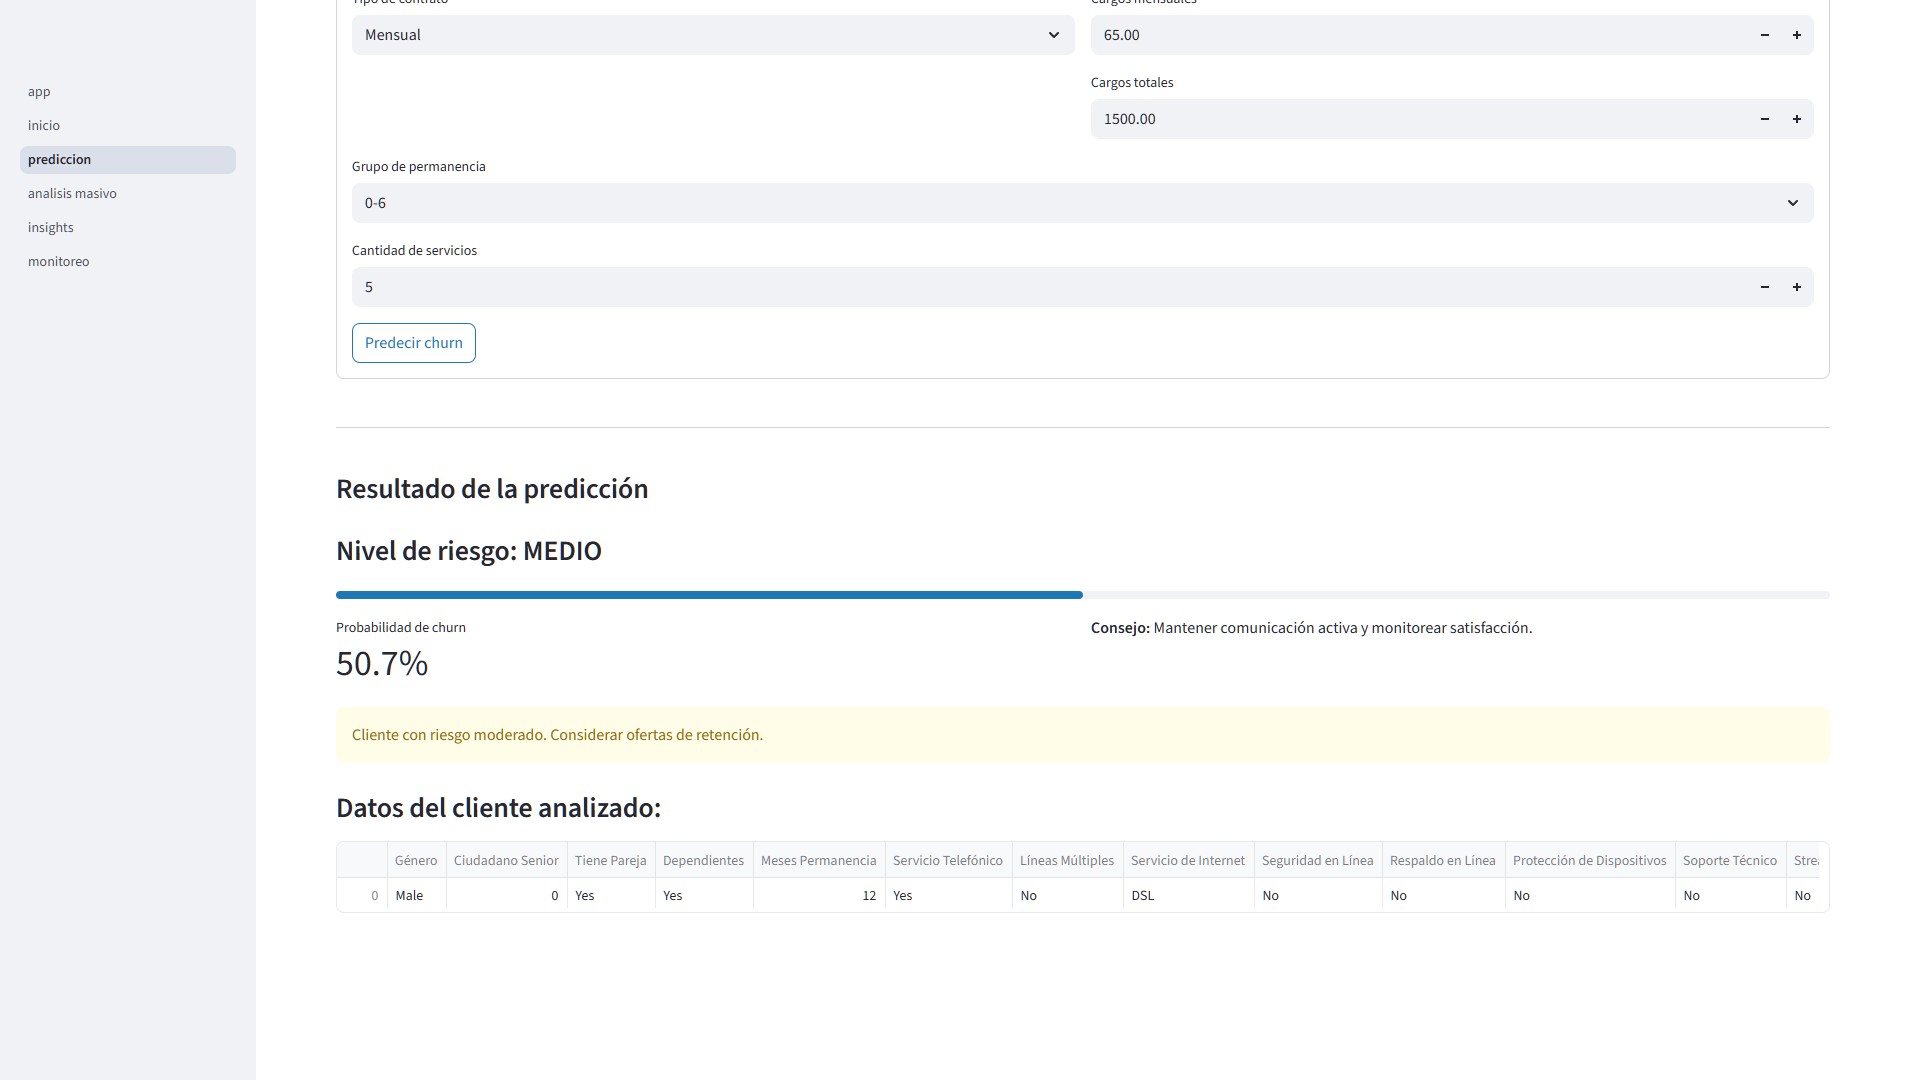 Tipo de contrato
Mensual
Cargos mensuales
65.00
Cargos totales
1500.00
app
inicio
prediccion
analisis masivo
insights
monitoreo
Grupo de permanencia
0-6
Cantidad de servicios
5
Predecir churn
Resultado de la predicción
Nivel de riesgo: MEDIO
Probabilidad de churn
50.7%
Consejo: Mantener comunicación activa y monitorear satisfacción.
Cliente con riesgo moderado. Considerar ofertas de retención.
Datos del cliente analizado:
Género Ciudadano Senior Tiene Pareja Dependientes Meses Permanencia Servicio Telefónico Líneas Múltiples Servicio de Internet Seguridad en Línea Respaldo en Línea Protección de Dispositivos Soporte Técnico
0 Male 0 Yes Yes 12 Yes No DSL No No No No No